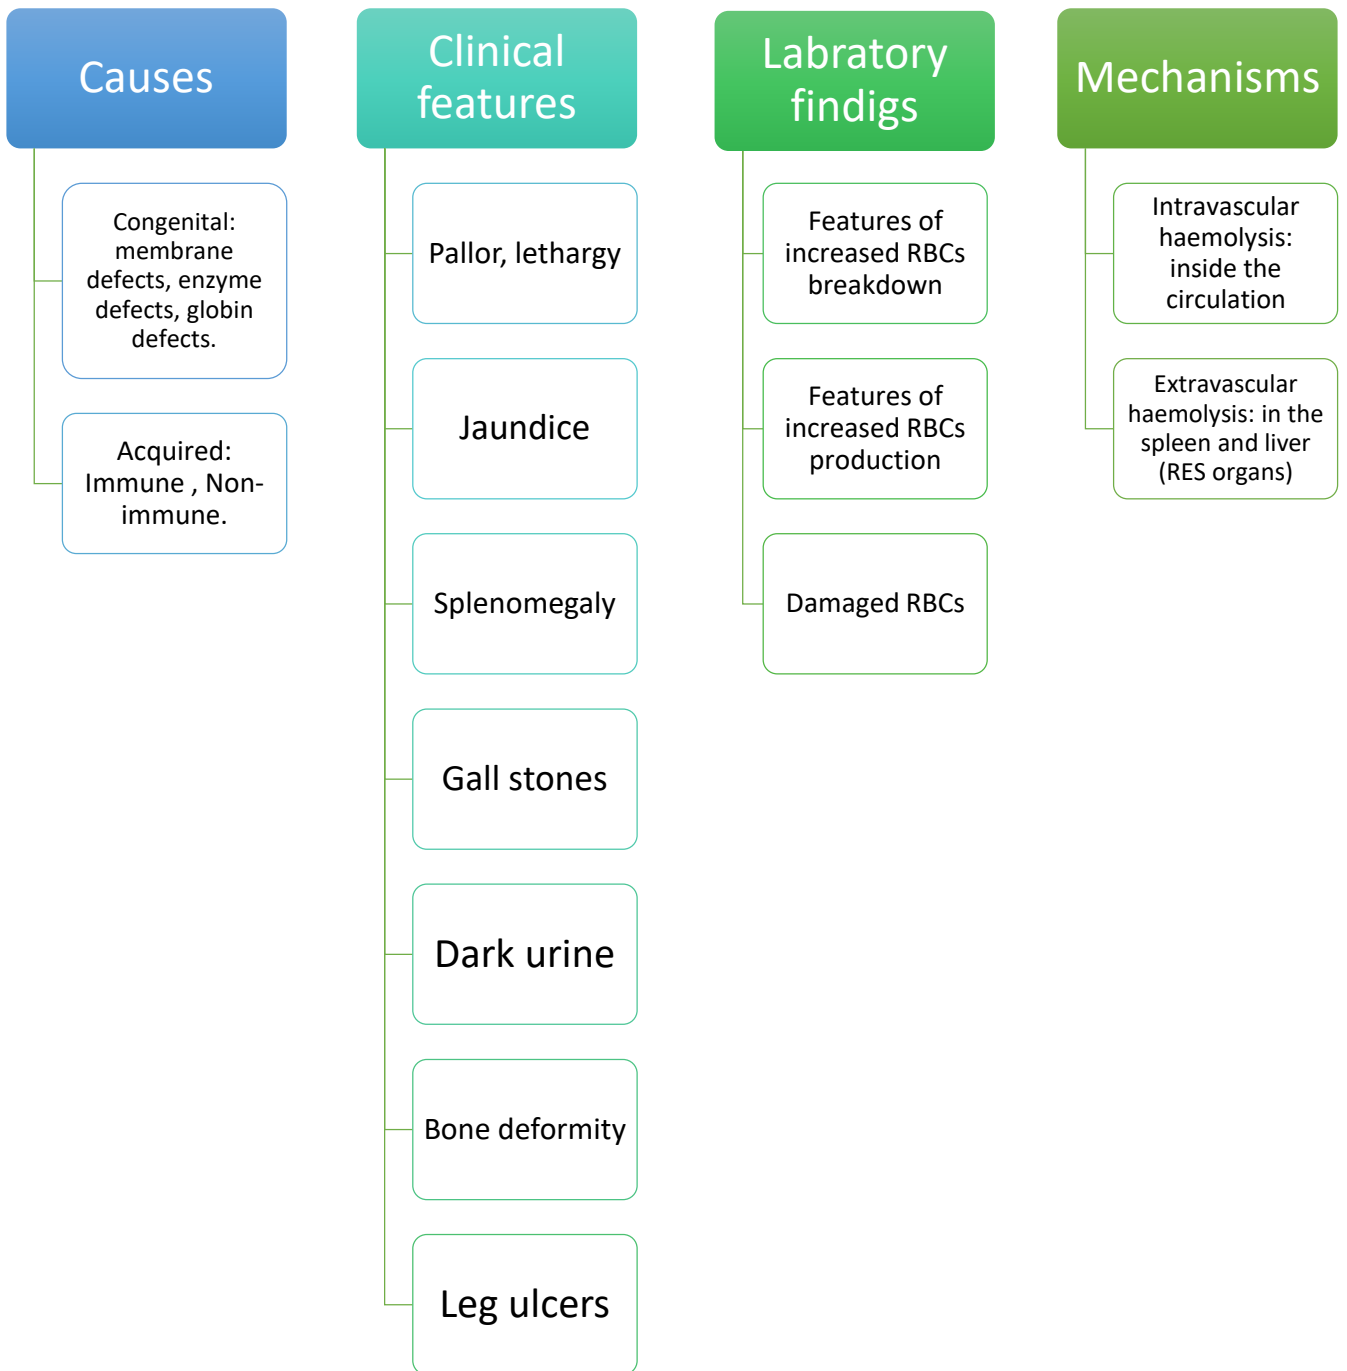 Causes
Congenital:
membrane
defects, enzyme
defects, globin
defects.
Acquired:
Immune , Non-
immune.
Clinical
features
Pallor, lethargy
Jaundice
Splenomegaly
Gall stones
Dark urine
Bone deformity
Leg ulcers
Labratory
findigs
Features of
increased RBCs
breakdown
Features of
increased RBCs
production
Damaged RBCs
Mechanisms
Intravascular
haemolysis:
inside the
circulation
Extravascular
haemolysis: in the
spleen and liver
(RES organs)